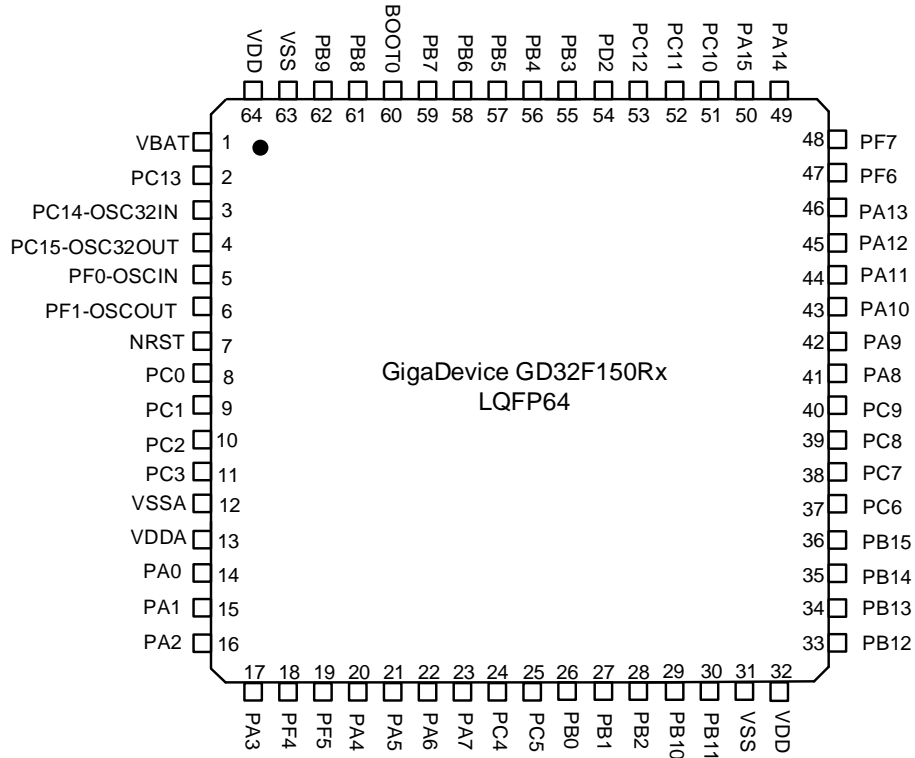 VDD VSS PB9 PB8 BOOT0 PB7 PB6 PB5 PB4 PB3 PD2 PC12 PC11 PC10 PA15 PA14
64 63 62 61 60 59 58 57 56 55 54 53 52 51 50 49
VBAT 1
PC13 2
PC14-OSC32IN 3
PC15-OSC32OUT 4
PF0-OSCIN 5
PF1-OSCOUT 6
NRST 7
PC0 8
PC1 9
PC2 10
PC3 11
VSSA 12
VDDA 13
PA0 14
PA1 15
PA2 16
GigaDevice GD32F150Rx
LQFP64
48 PF7
47 PF6
46 PA13
45 PA12
44 PA11
43 PA10
42 PA9
41 PA8
40 PC9
39 PC8
38 PC7
37 PC6
36 PB15
35 PB14
34 PB13
33 PB12
17 18 19 20 21 22 23 24 25 26 27 28 29 30 31 32
PA3 PF4 PF5 PA4 PA5 PA6 PA7 PC4 PC5 PB0 PB1 PB2 PB10 PB11 VSS VDD